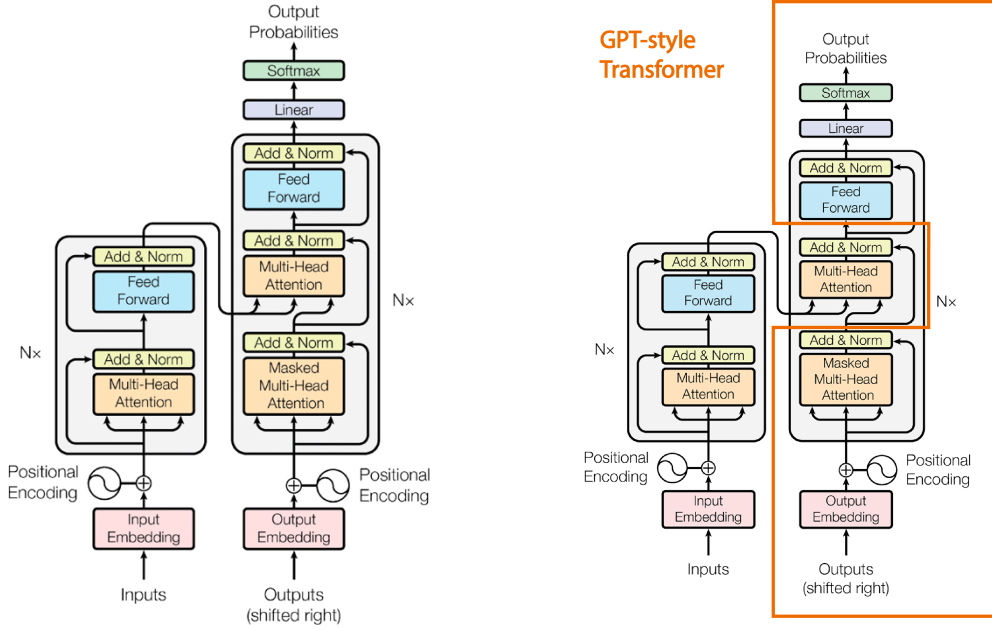 Output
Probabilities
Softmax
Linear
Add & Norm
Feed
Forward
Add & Norm
Multi-Head
Attention
Add & Norm
Masked
Multi-Head
Attention
Nx
Positional
Encoding
Output
Embedding
Outputs
(shifted right)
Add & Norm
Feed
Forward
Add & Norm
Multi-Head
Attention
Nx
Positional
Encoding
Input
Embedding
Inputs
GPT-style
Transformer
Output
Probabilities
Softmax
Linear
Add & Norm
Feed
Forward
Add & Norm
Multi-Head
Attention
Add & Norm
Masked
Multi-Head
Attention
Nx
Positional
Encoding
Output
Embedding
Outputs
(shifted right)
Add & Norm
Feed
Forward
Add & Norm
Multi-Head
Attention
Nx
Positional
Encoding
Input
Embedding
Inputs